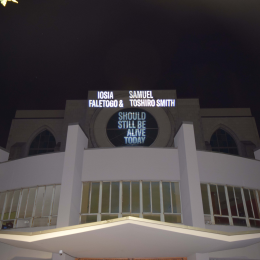 IOSIA SAMUEL
FALETOGO & TOSHIRO SMITH
SHOULD
STILL BE
ALIVE
TODAY